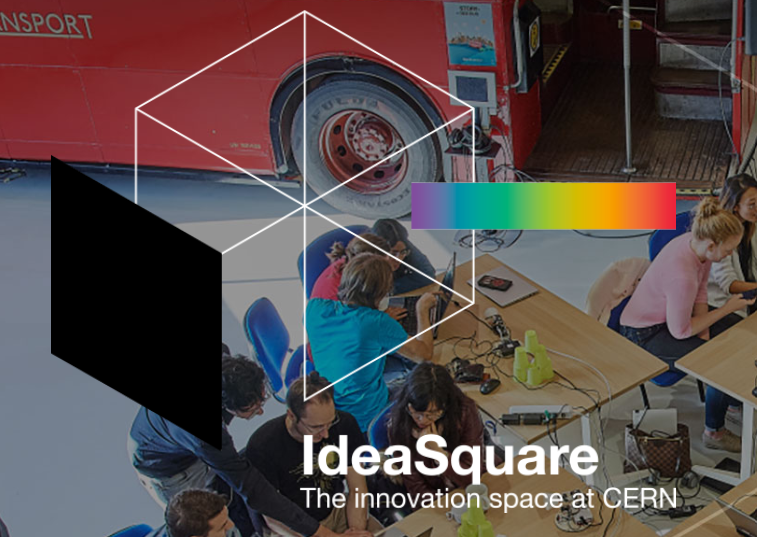 NSPORT
IdeaSquare
The innovation space at CERN